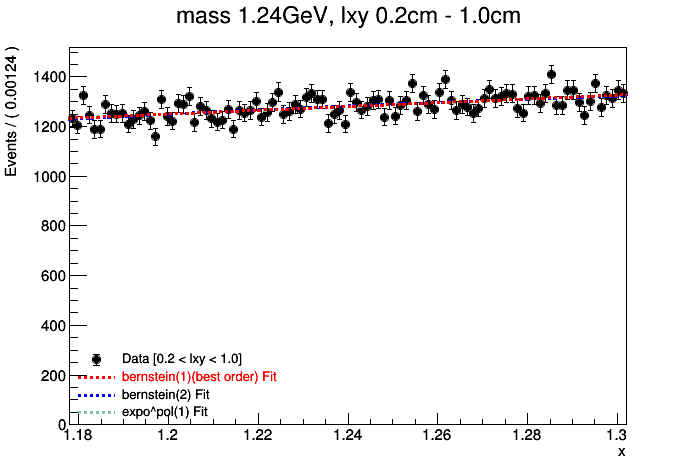 mass 1.24GeV, lxy 0.2cm - 1.0cm
Events / ( 0.00124 )
1400
1200
1000
800
600
400
200
0
Data [0.2 < lxy < 1.0]
bernstein(1)(best order) Fit
bernstein(2) Fit
expo^pol(1) Fit
1.18 1.2 1.22 1.24 1.26 1.28 1.3
x